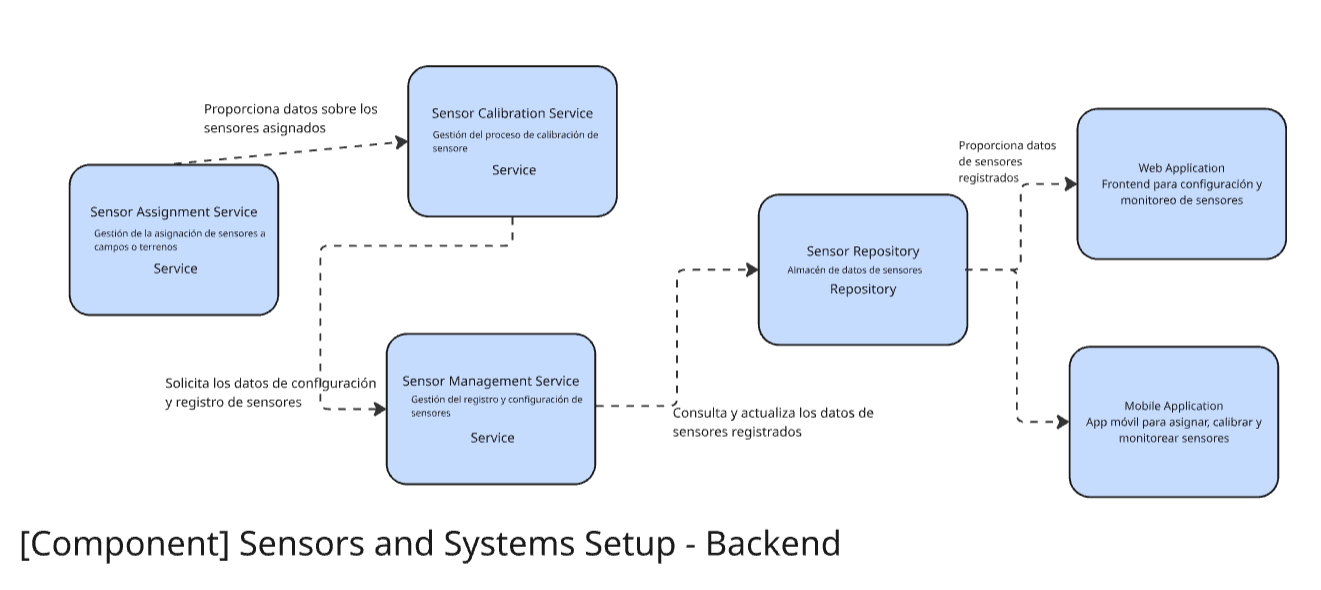 Proporciona datos sobre los
sensores asignados
Sensor Calibration Service
Gestión del proceso de calibración de
sensore
Service
Sensor Assignment Service
Gestión de la asignación de sensores a
campos o terrenos
Service
Solicita los datos de configuración
y registro de sensores
Sensor Management Service
Gestión del registro y configuración de
sensores
Service
Consulta y actualiza los datos de
sensores registrados
Sensor Repository
Almacén de datos de sensores
Repository
Proporciona datos
de sensores
registrados
Web Application
Frontend para configuración y
monitoreo de sensores
Mobile Application
App móvil para asignar, calibrar y
monitorear sensores
[Component] Sensors and Systems Setup - Backend